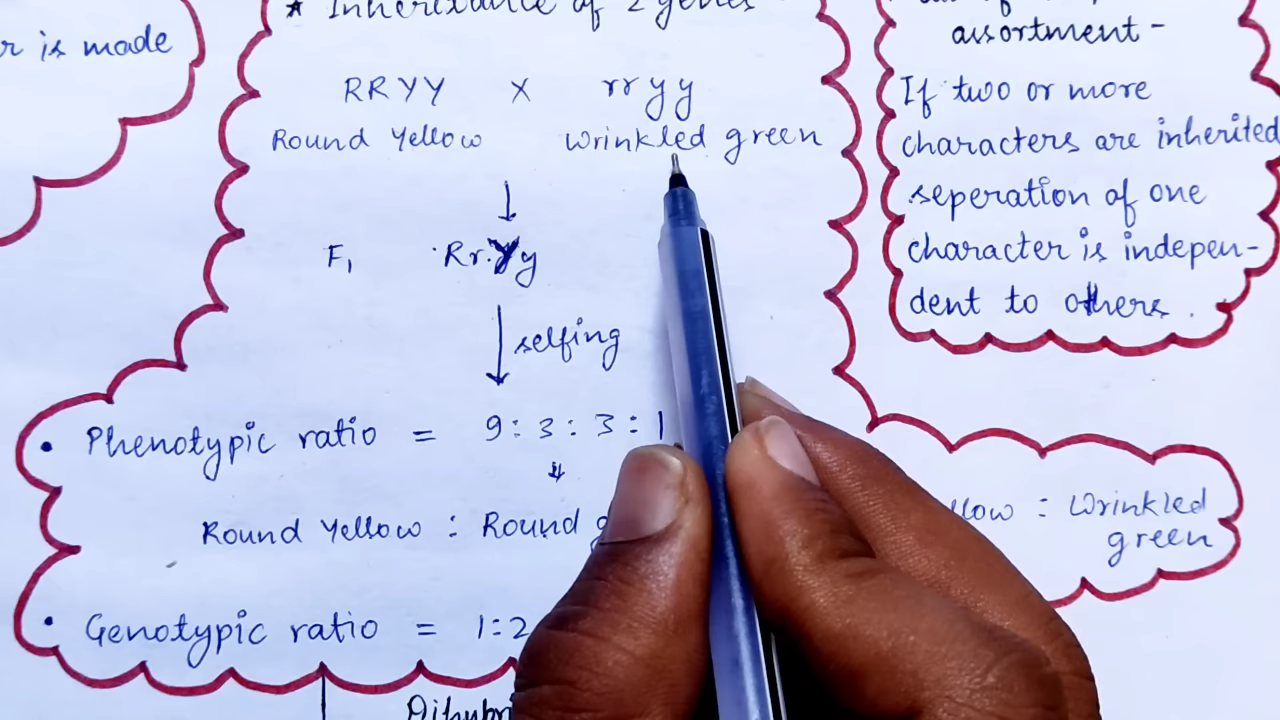 r is made
* Inheritance of 2 genes
RRYY X rryy
Round Yellow wrinkled green
F1 RrYy
selfing
• Phenotypic ratio = 9:3:3:1
Round Yellow : Round g
• Genotypic ratio = 1:2
assortment -
If two or more
characters are inherited
seperation of one
character is indepen-
dent to others.
llow : Wrinkled
green